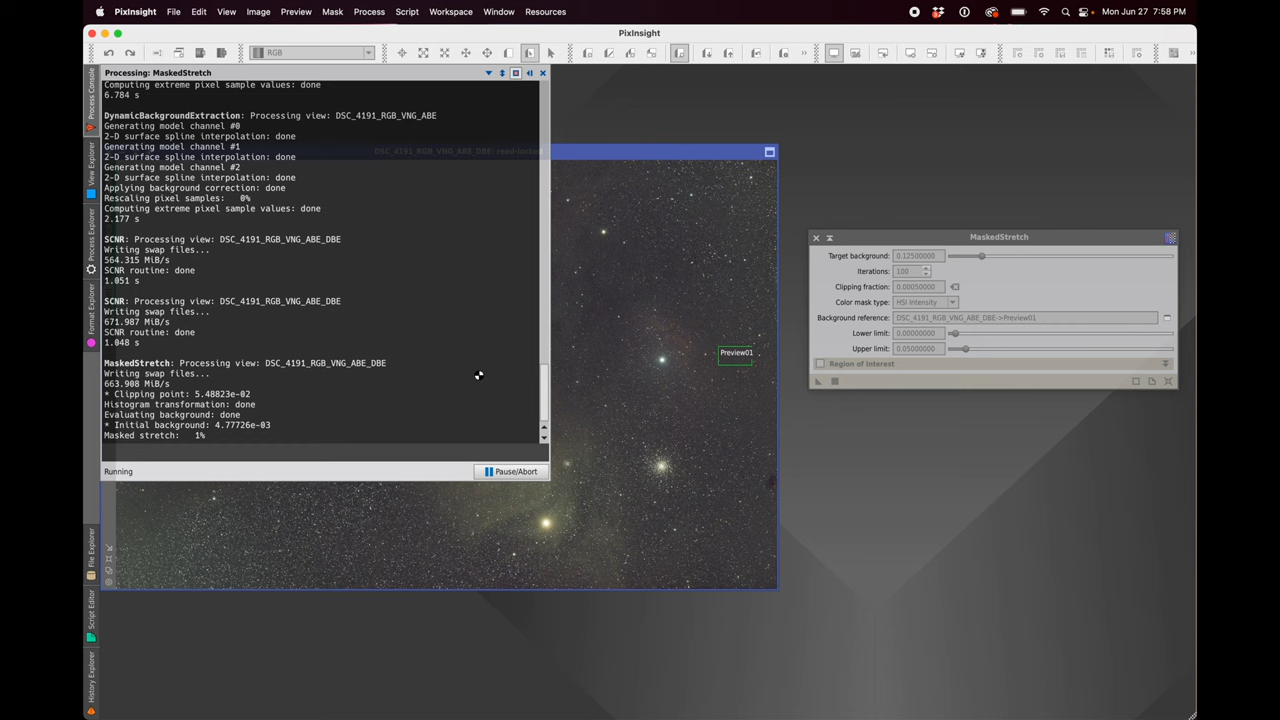 PixInsight File Edit View Image Preview Mask Process Script Workspace Window Resources Mon Jun 27 7:58 PM
PixInsight
RGB
Processing: MaskedStretch
Computing extreme pixel sample values: done
6.784 s
DynamicBackgroundExtraction: Processing view: DSC_4191_RGB_VNG_ABE
Generating model channel #0
2-D surface spline interpolation: done
Generating model channel #1
2-D surface spline interpolation: done
Generating model channel #2
2-D surface spline interpolation: done
Applying background correction: done
Rescaling pixel samples: 0%
Computing extreme pixel sample values: done
2.177 s
SCNR: Processing view: DSC_4191_RGB_VNG_ABE_DBE
Writing swap files...
564.315 MiB/s
SCNR routine: done
1.051 s
SCNR: Processing view: DSC_4191_RGB_VNG_ABE_DBE
Writing swap files...
671.987 MiB/s
SCNR routine: done
1.048 s
MaskedStretch: Processing view: DSC_4191_RGB_VNG_ABE_DBE
Writing swap files...
663.908 MiB/s
* Clipping point: 5.48823e-02
Histogram transformation: done
Evaluating background: done
* Initial background: 4.77726e-03
Masked stretch: 1%
Running
Pause/Abort
Process Console
View Explorer
Process Explorer
Format Explorer
File Explorer
Script Editor
History Explorer
DSC_4191_RGB_VNG_ABE_DBE: read-locked
Preview01
MaskedStretch
Target background: 0.12500000
Iterations: 100
Clipping fraction: 0.00050000
Color mask type: HSI Intensity
Background reference: DSC_4191_RGB_VNG_ABE_DBE->Preview01
Lower limit: 0.00000000
Upper limit: 0.05000000
Region of Interest